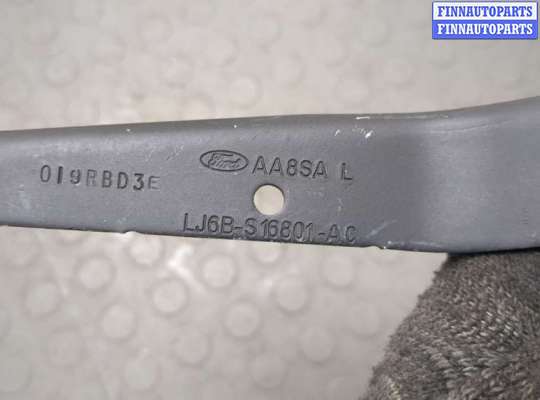 FINNAUTOPARTS
FINNAUTOPARTS
Ford AA8SA L
019RBD3E
LJ6B-S16801-AC